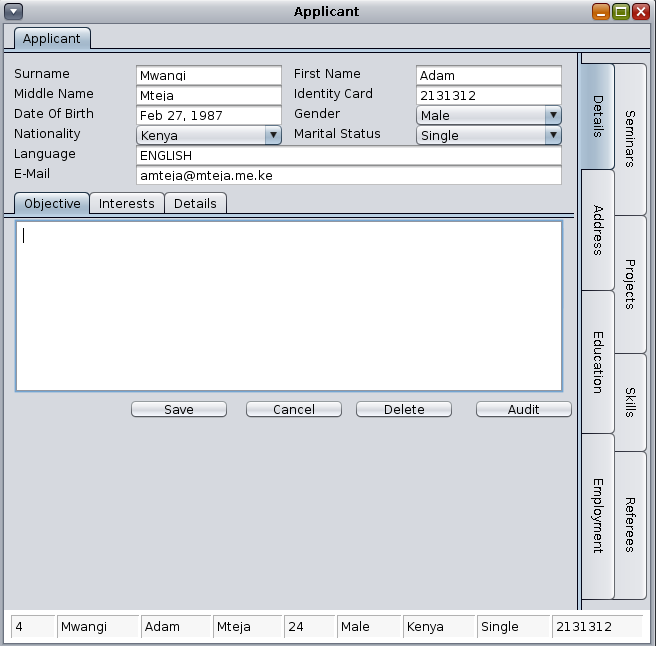 Applicant
Applicant
Surname Mwangi First Name Adam
Middle Name Mteja Identity Card 2131312
Date Of Birth Feb 27, 1987 Gender Male
Nationality Kenya Marital Status Single
Language ENGLISH
E-Mail amteja@mteja.me.ke
Objective Interests Details
Save Cancel Delete Audit
Details
Address
Education
Employment
Seminars
Projects
Skills
Referees
4 Mwangi Adam Mteja 24 Male Kenya Single 2131312